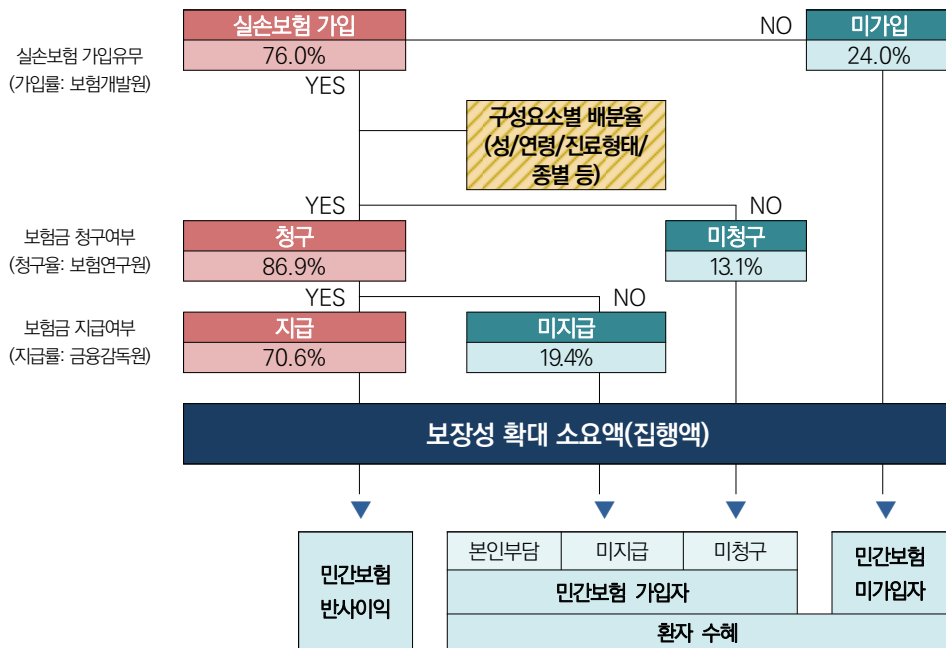 실손보험 가입
NO
미가입
실손보험 가입유무
(가입률: 보험개발원)
76.0%
24.0%
YES
구성요소별 배분율
(성/연령/진료형태/
종별 등)
YES
NO
보험금 청구여부
(청구율: 보험연구원)
청구
미청구
86.9%
13.1%
YES
NO
보험금 지급여부
(지급률: 금융감독원)
지급
미지급
70.6%
19.4%
보장성 확대 소요액(집행액)
민간보험
반사이익
본인부담
미지급
미청구
민간보험 가입자
민간보험
미가입자
환자 수혜